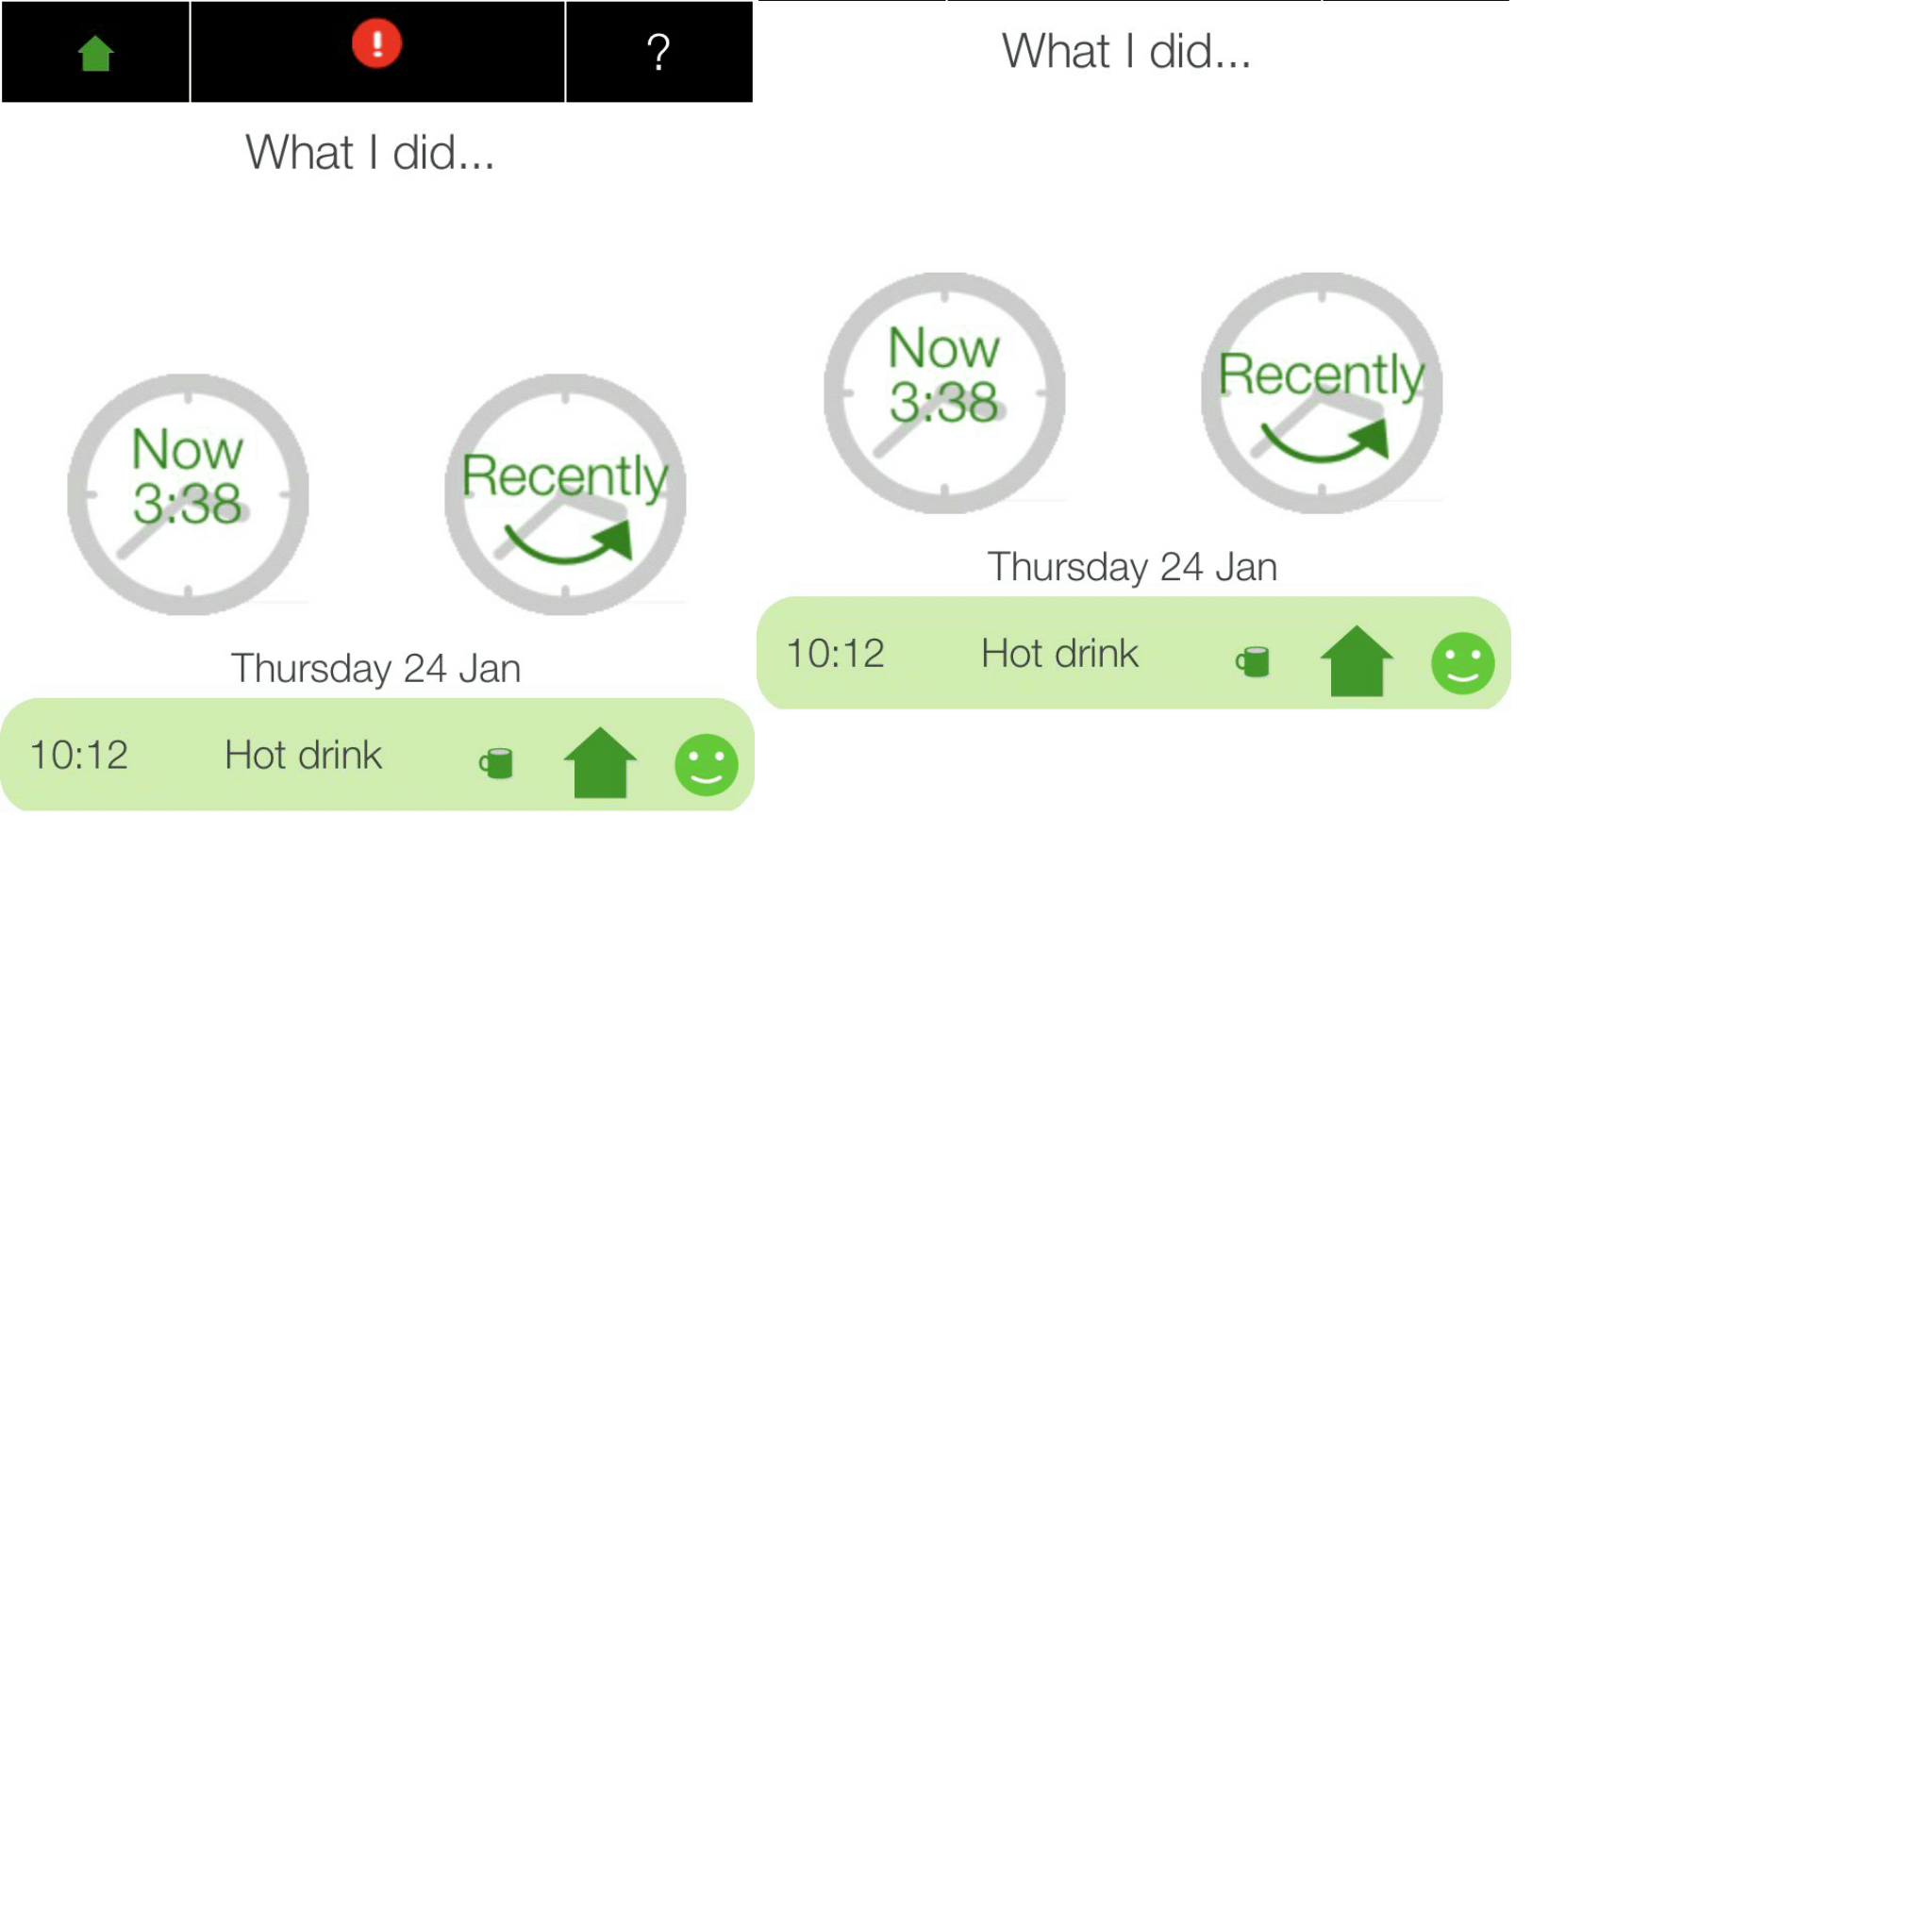 ?
What I did...
Now
3:38
Recently
Thursday 24 Jan
10:12 Hot drink
What I did...
Now
3:38
Recently
Thursday 24 Jan
10:12 Hot drink